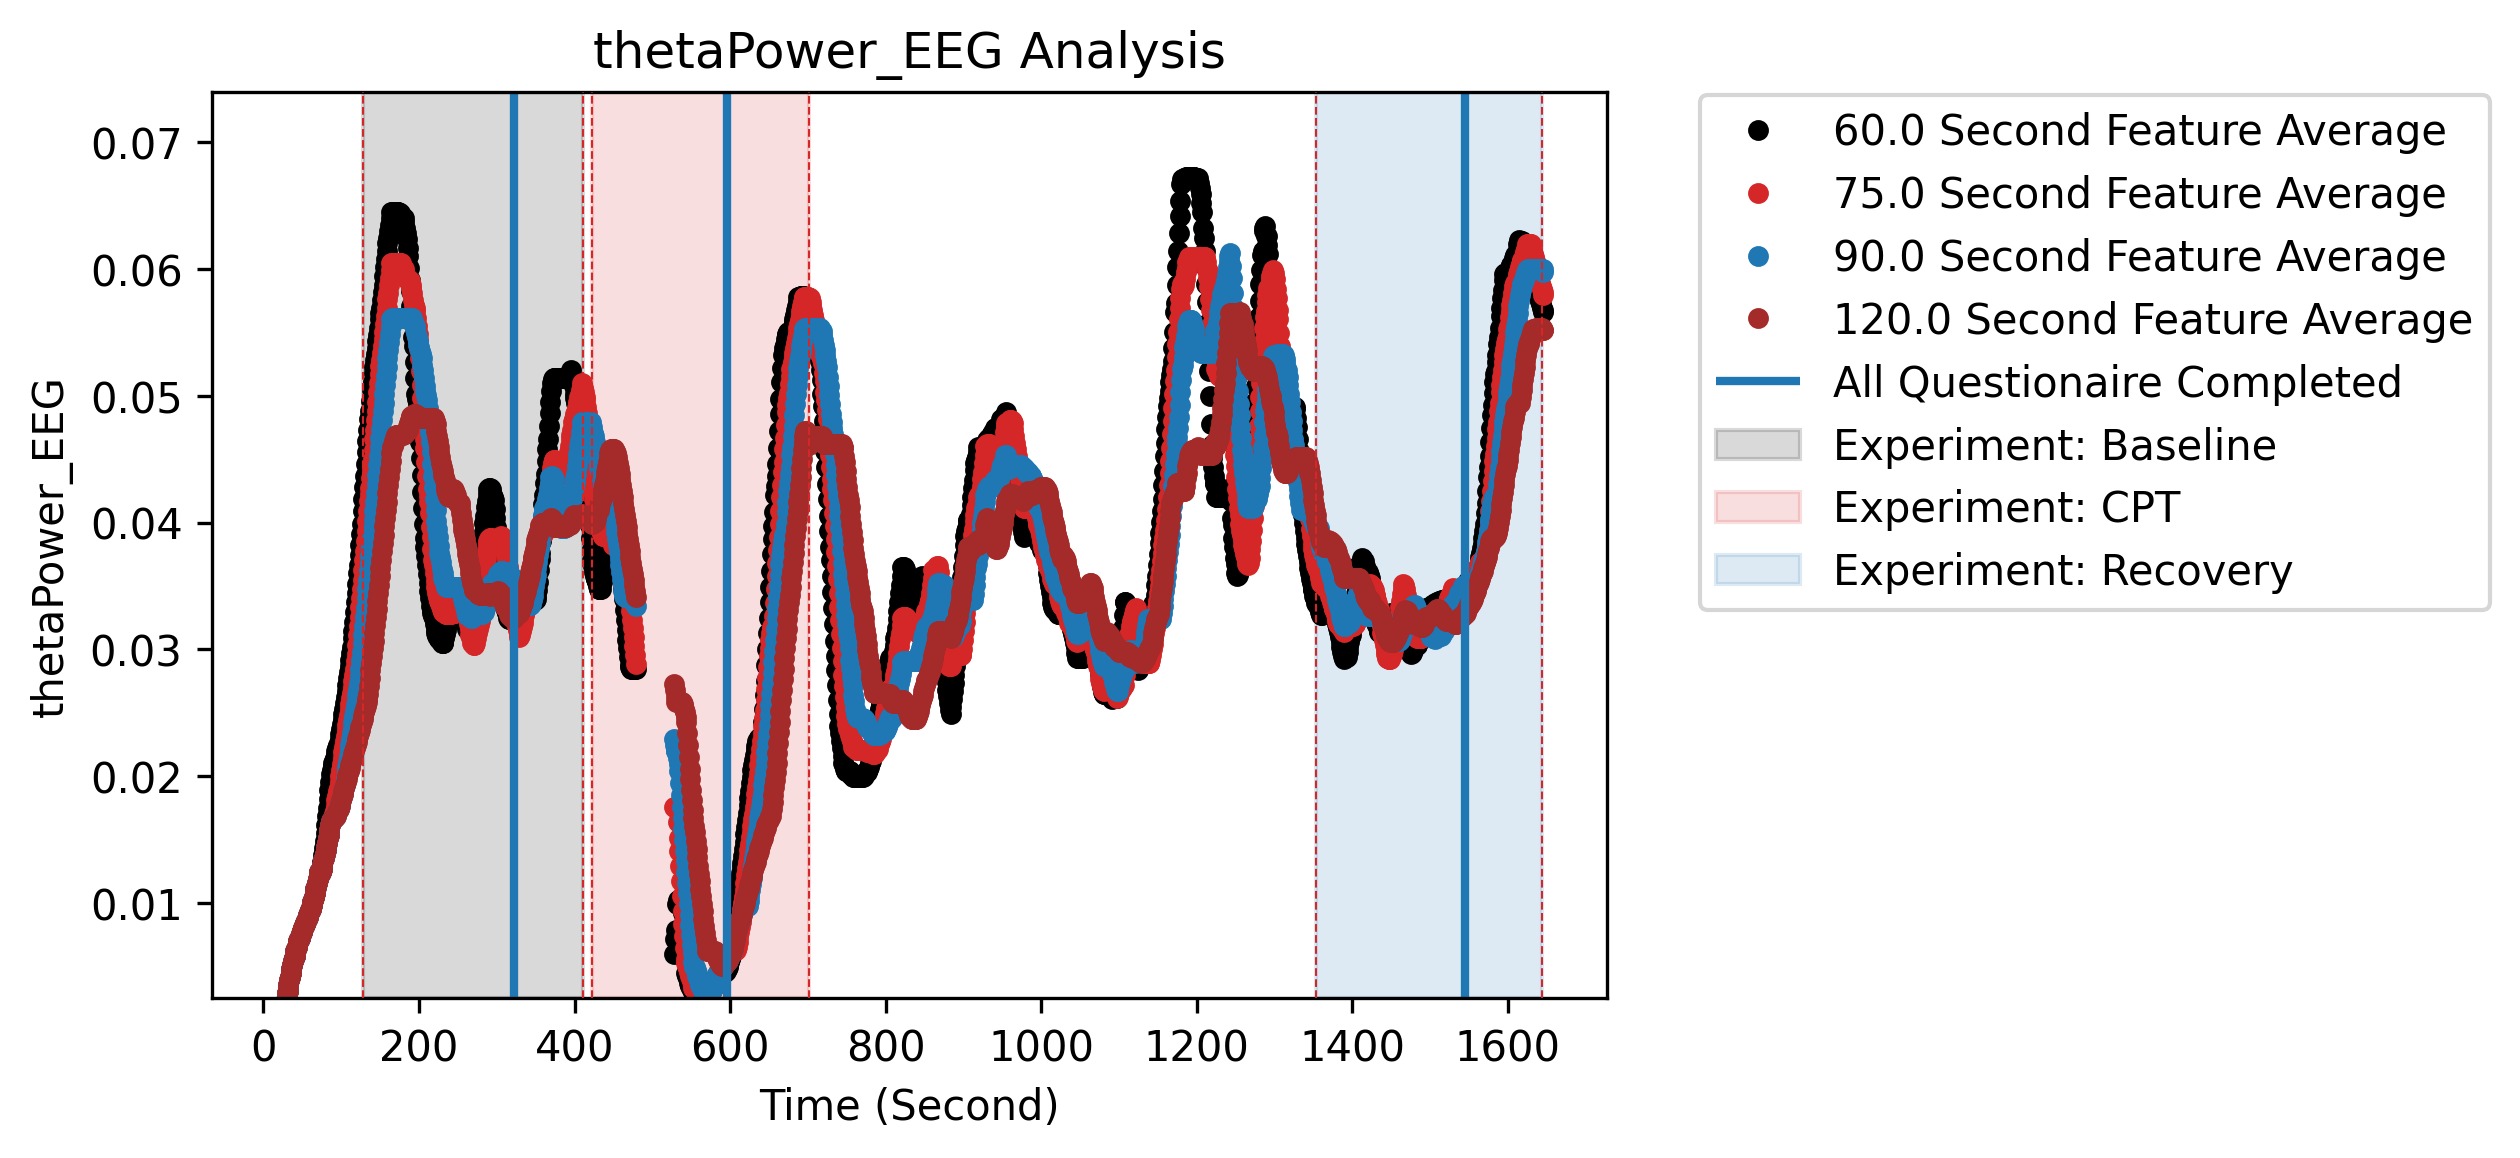 thetaPower_EEG Analysis
thetaPower_EEG
0.07
0.06
0.05
0.04
0.03
0.02
0.01
0 200 400 600 800 1000 1200 1400 1600
Time (Second)
60.0 Second Feature Average
75.0 Second Feature Average
90.0 Second Feature Average
120.0 Second Feature Average
All Questionaire Completed
Experiment: Baseline
Experiment: CPT
Experiment: Recovery